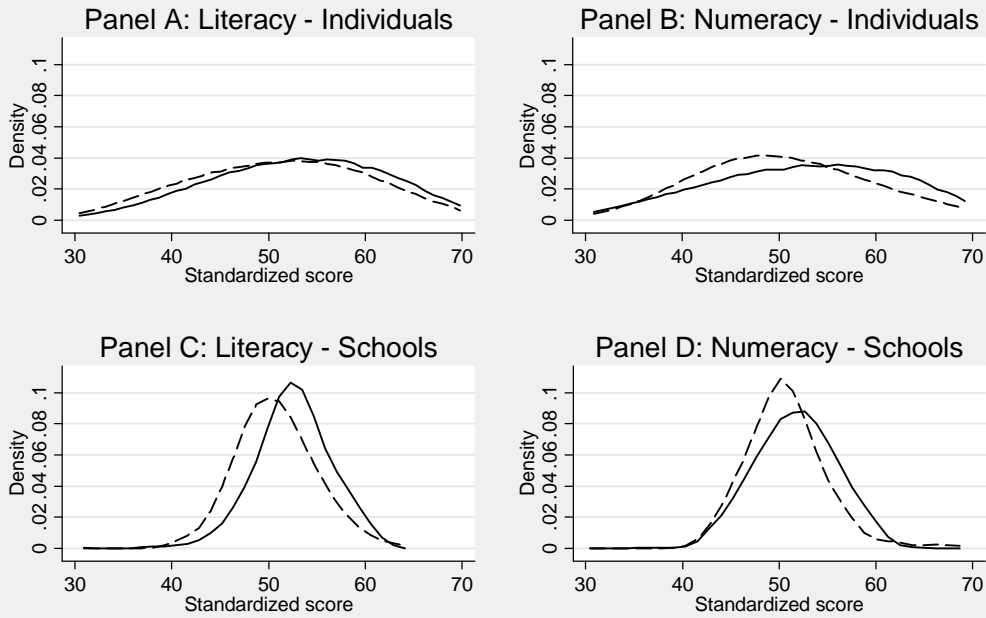 Panel A: Literacy - Individuals
Density
0 .02 .04 .06 .08 .1
30 40 50 60 70
Standardized score
Panel B: Numeracy - Individuals
Density
0 .02 .04 .06 .08 .1
30 40 50 60 70
Standardized score
Panel C: Literacy - Schools
Density
0 .02 .04 .06 .08 .1
30 40 50 60 70
Standardized score
Panel D: Numeracy - Schools
Density
0 .02 .04 .06 .08 .1
30 40 50 60 70
Standardized score